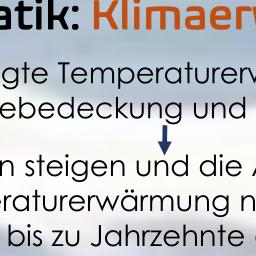 atik: Klimaerw
gte Temperaturerw
ebedeckung und
n steigen und die A
eraturerwärmung n
bis zu Jahrzehnte